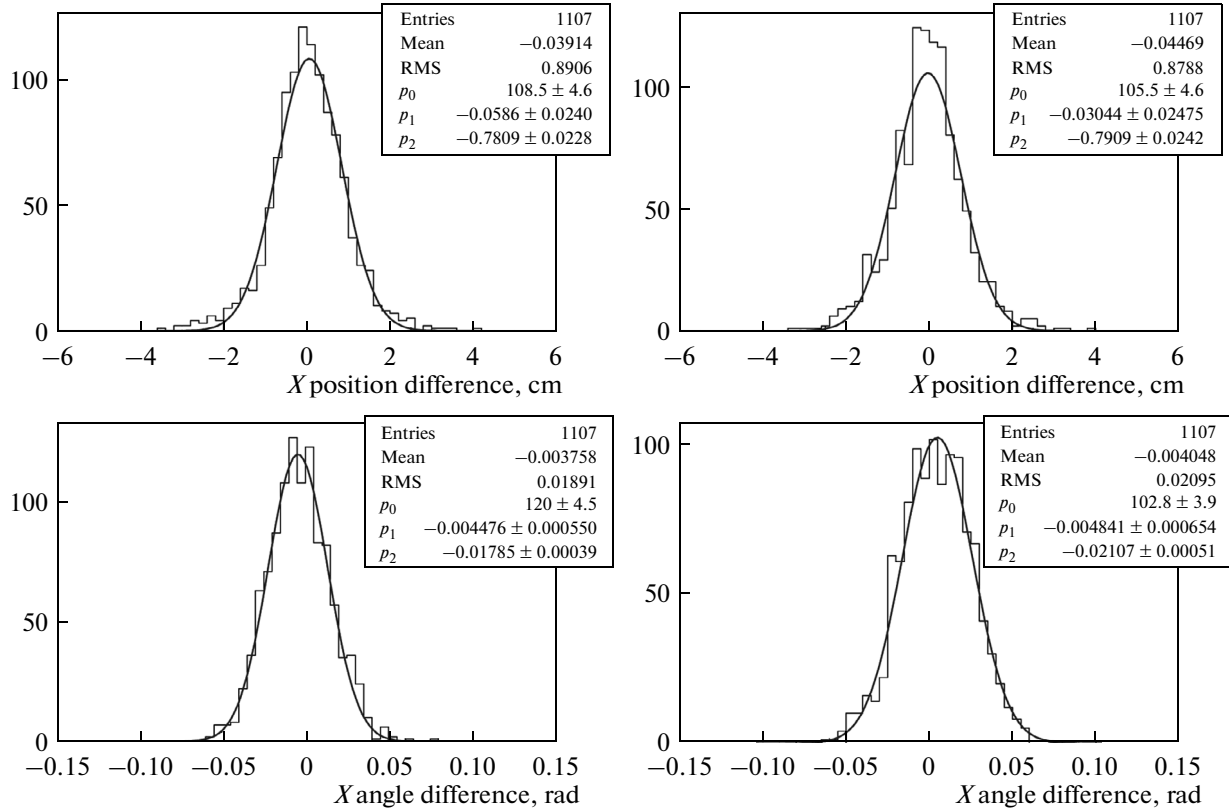 Entries 1107
Mean −0.03914
RMS 0.8906
p0 108.5 ± 4.6
p1 −0.0586 ± 0.0240
p2 −0.7809 ± 0.0228
100
50
0
−6 −4 −2 0 2 4 6
X position difference, cm
Entries 1107
Mean −0.04469
RMS 0.8788
p0 105.5 ± 4.6
p1 −0.03044 ± 0.02475
p2 −0.7909 ± 0.0242
100
50
0
−6 −4 −2 0 2 4 6
X position difference, cm
Entries 1107
Mean −0.003758
RMS 0.01891
p0 120 ± 4.5
p1 −0.004476 ± 0.000550
p2 −0.01785 ± 0.00039
100
50
0
−0.15 −0.10 −0.05 0 0.05 0.10 0.15
X angle difference, rad
Entries 1107
Mean −0.004048
RMS 0.02095
p0 102.8 ± 3.9
p1 −0.004841 ± 0.000654
p2 −0.02107 ± 0.00051
100
50
0
−0.15 −0.10 −0.05 0 0.05 0.10 0.15
X angle difference, rad